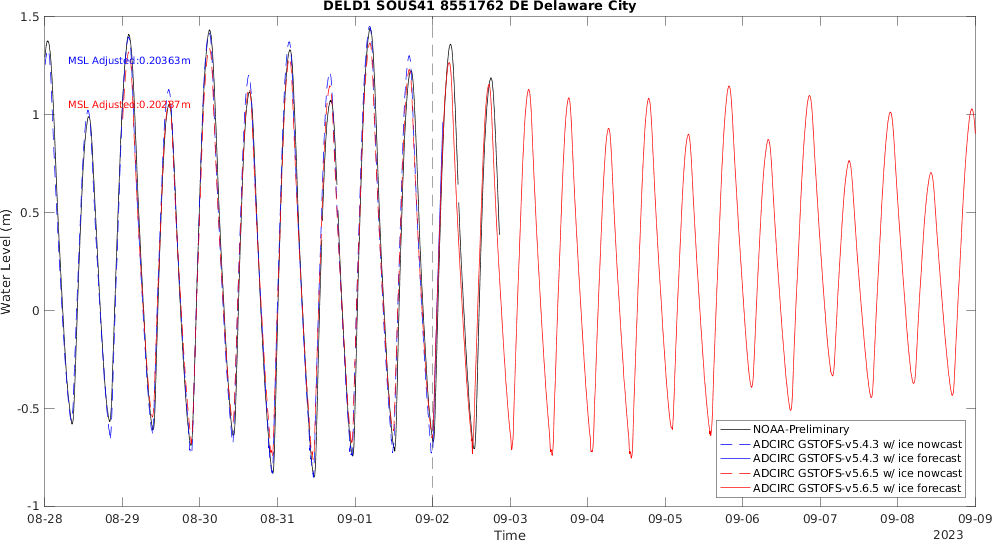 DELD1 SOUS41 8551762 DE Delaware City
1.5
MSL Adjusted:0.20363m
MSL Adjusted:0.20287m
1
0.5
Water Level (m)
0
-0.5
-1
NOAA-Preliminary
ADCIRC GSTOFS-v5.4.3 w/ ice nowcast
ADCIRC GSTOFS-v5.4.3 w/ ice forecast
ADCIRC GSTOFS-v5.6.5 w/ ice nowcast
ADCIRC GSTOFS-v5.6.5 w/ ice forecast
08-28 08-29 08-30 08-31 09-01 09-02 09-03 09-04 09-05 09-06 09-07 09-08 09-09
Time
2023